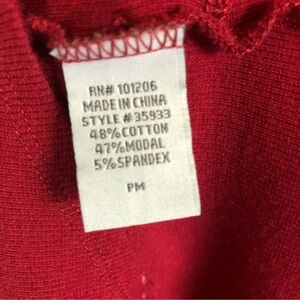 RN# 101206
MADE IN CHINA
STYLE #35933
48%COTTON
47%MODAL
5%SPANDEX
PM